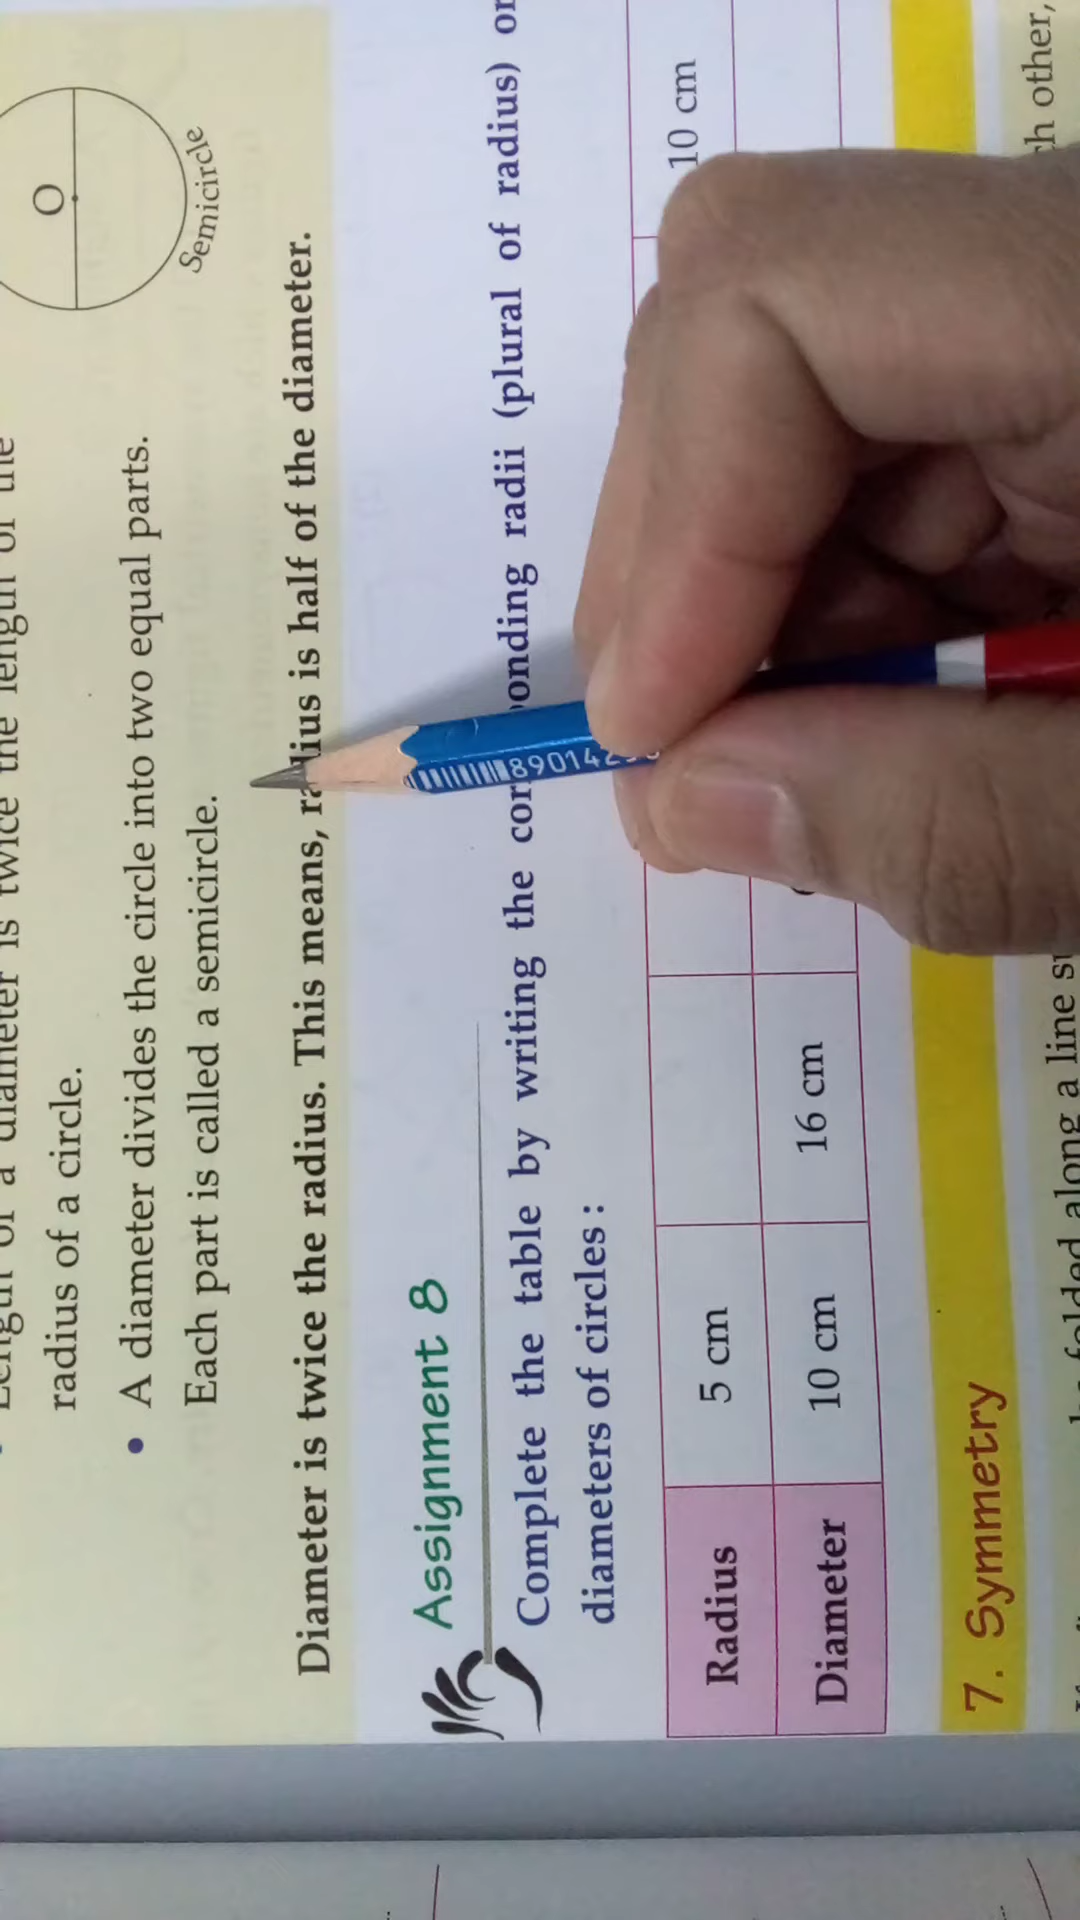 O
Semicircle
radius of a circle.
• A diameter divides the circle into two equal parts.
Each part is called a semicircle.
Diameter is twice the radius. This means, radius is half of the diameter.
Assignment 8
Complete the table by writing the radii (plural of radius) or
diameters of circles :
Radius 5 cm 10 cm
Diameter 10 cm 16 cm
7. Symmetry
along a line
other,